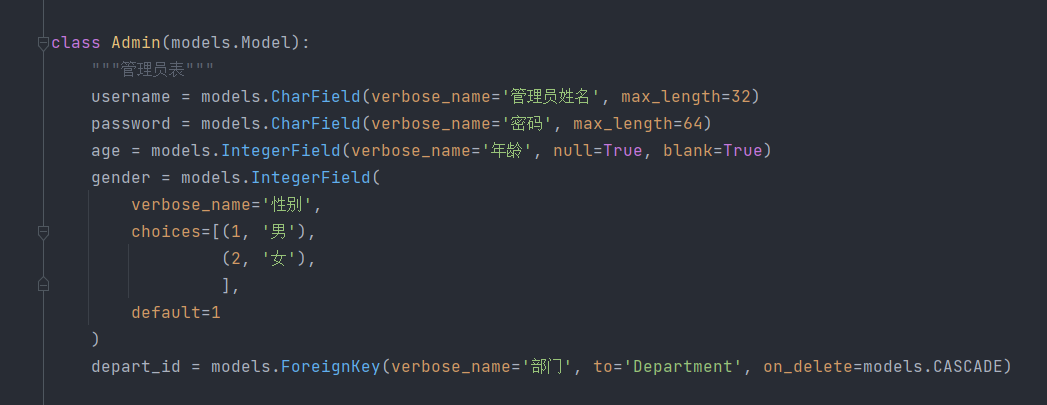 class Admin(models.Model):
    """管理员表"""
    username = models.CharField(verbose_name='管理员姓名', max_length=32)
    password = models.CharField(verbose_name='密码', max_length=64)
    age = models.IntegerField(verbose_name='年龄', null=True, blank=True)
    gender = models.IntegerField(
        verbose_name='性别',
        choices=[(1, '男'),
                 (2, '女'),
                 ],
        default=1
    )
    depart_id = models.ForeignKey(verbose_name='部门', to='Department', on_delete=models.CASCADE)